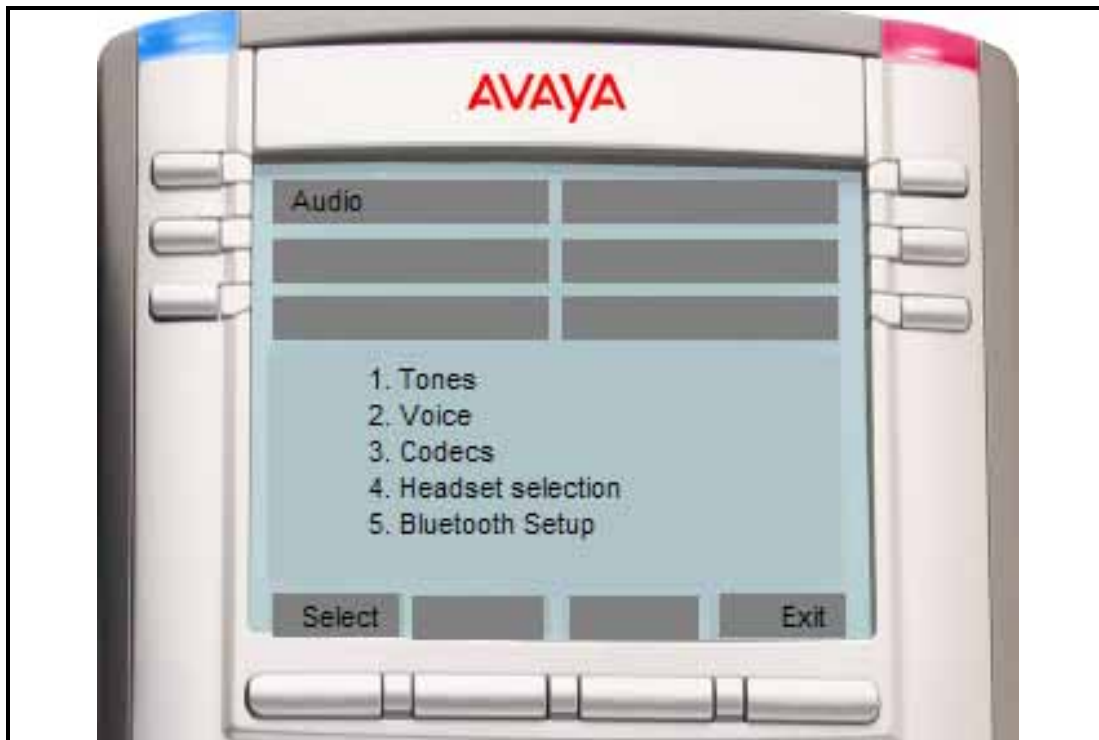 AVAYA
Audio
1. Tones
2. Voice
3. Codecs
4. Headset selection
5. Bluetooth Setup
Select Exit